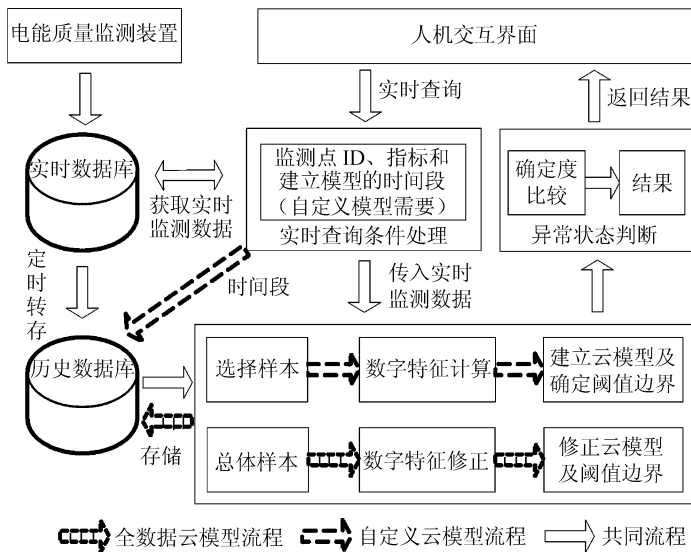 电能质量监测装置
人机交互界面
实时查询
返回结果
实时数据库
获取实时
监测数据
监测点 ID、指标和
建立模型的时间段
（自定义模型需要）
实时查询条件处理
确定度
比较
结果
异常状态判断
定时转存
时间段
传入实时
监测数据
历史数据库
选择样本
数字特征计算
建立云模型及
确定阈值边界
存储
总体样本
数字特征修正
修正云模型
及阈值边界
全数据云模型流程
自定义云模型流程
共同流程